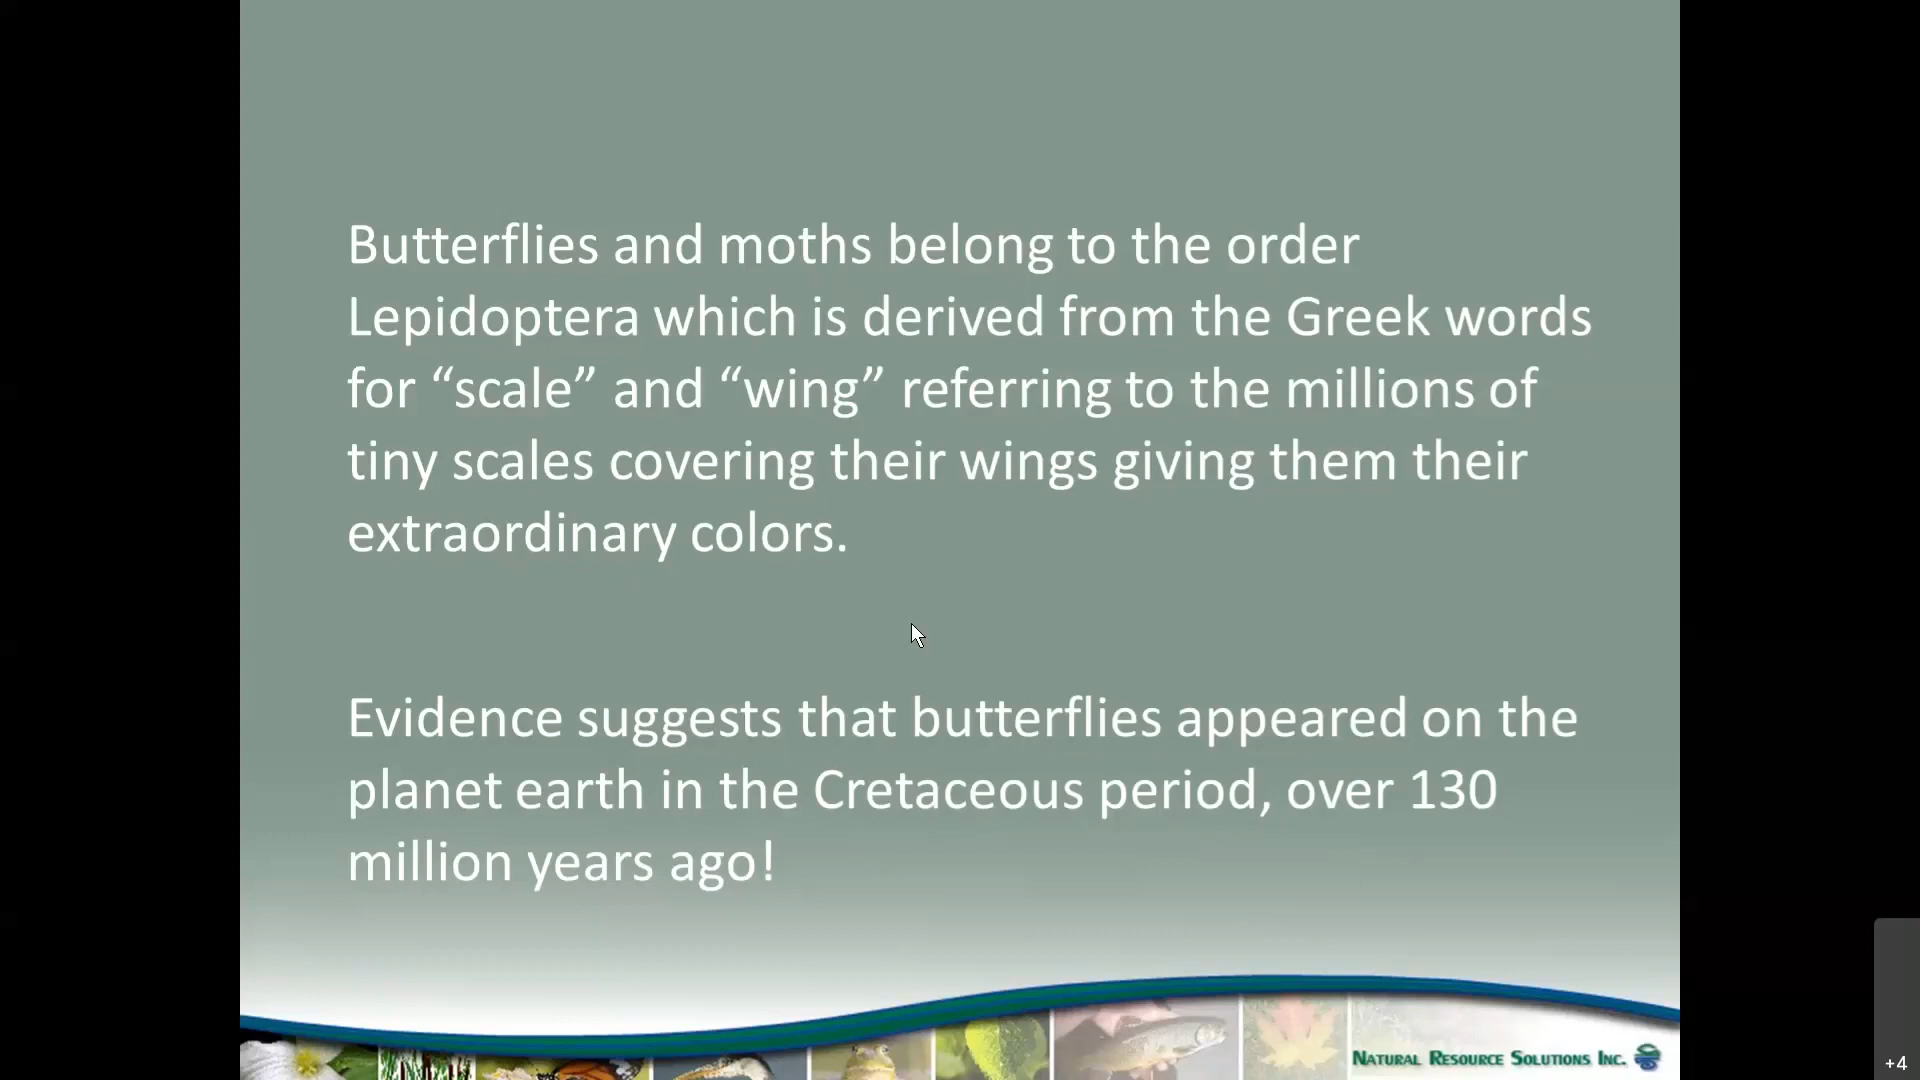 Butterflies and moths belong to the order
Lepidoptera which is derived from the Greek words
for “scale” and “wing” referring to the millions of
tiny scales covering their wings giving them their
extraordinary colors.
Evidence suggests that butterflies appeared on the
planet earth in the Cretaceous period, over 130
million years ago!
NATURAL RESOURCE SOLUTIONS INC.
+4